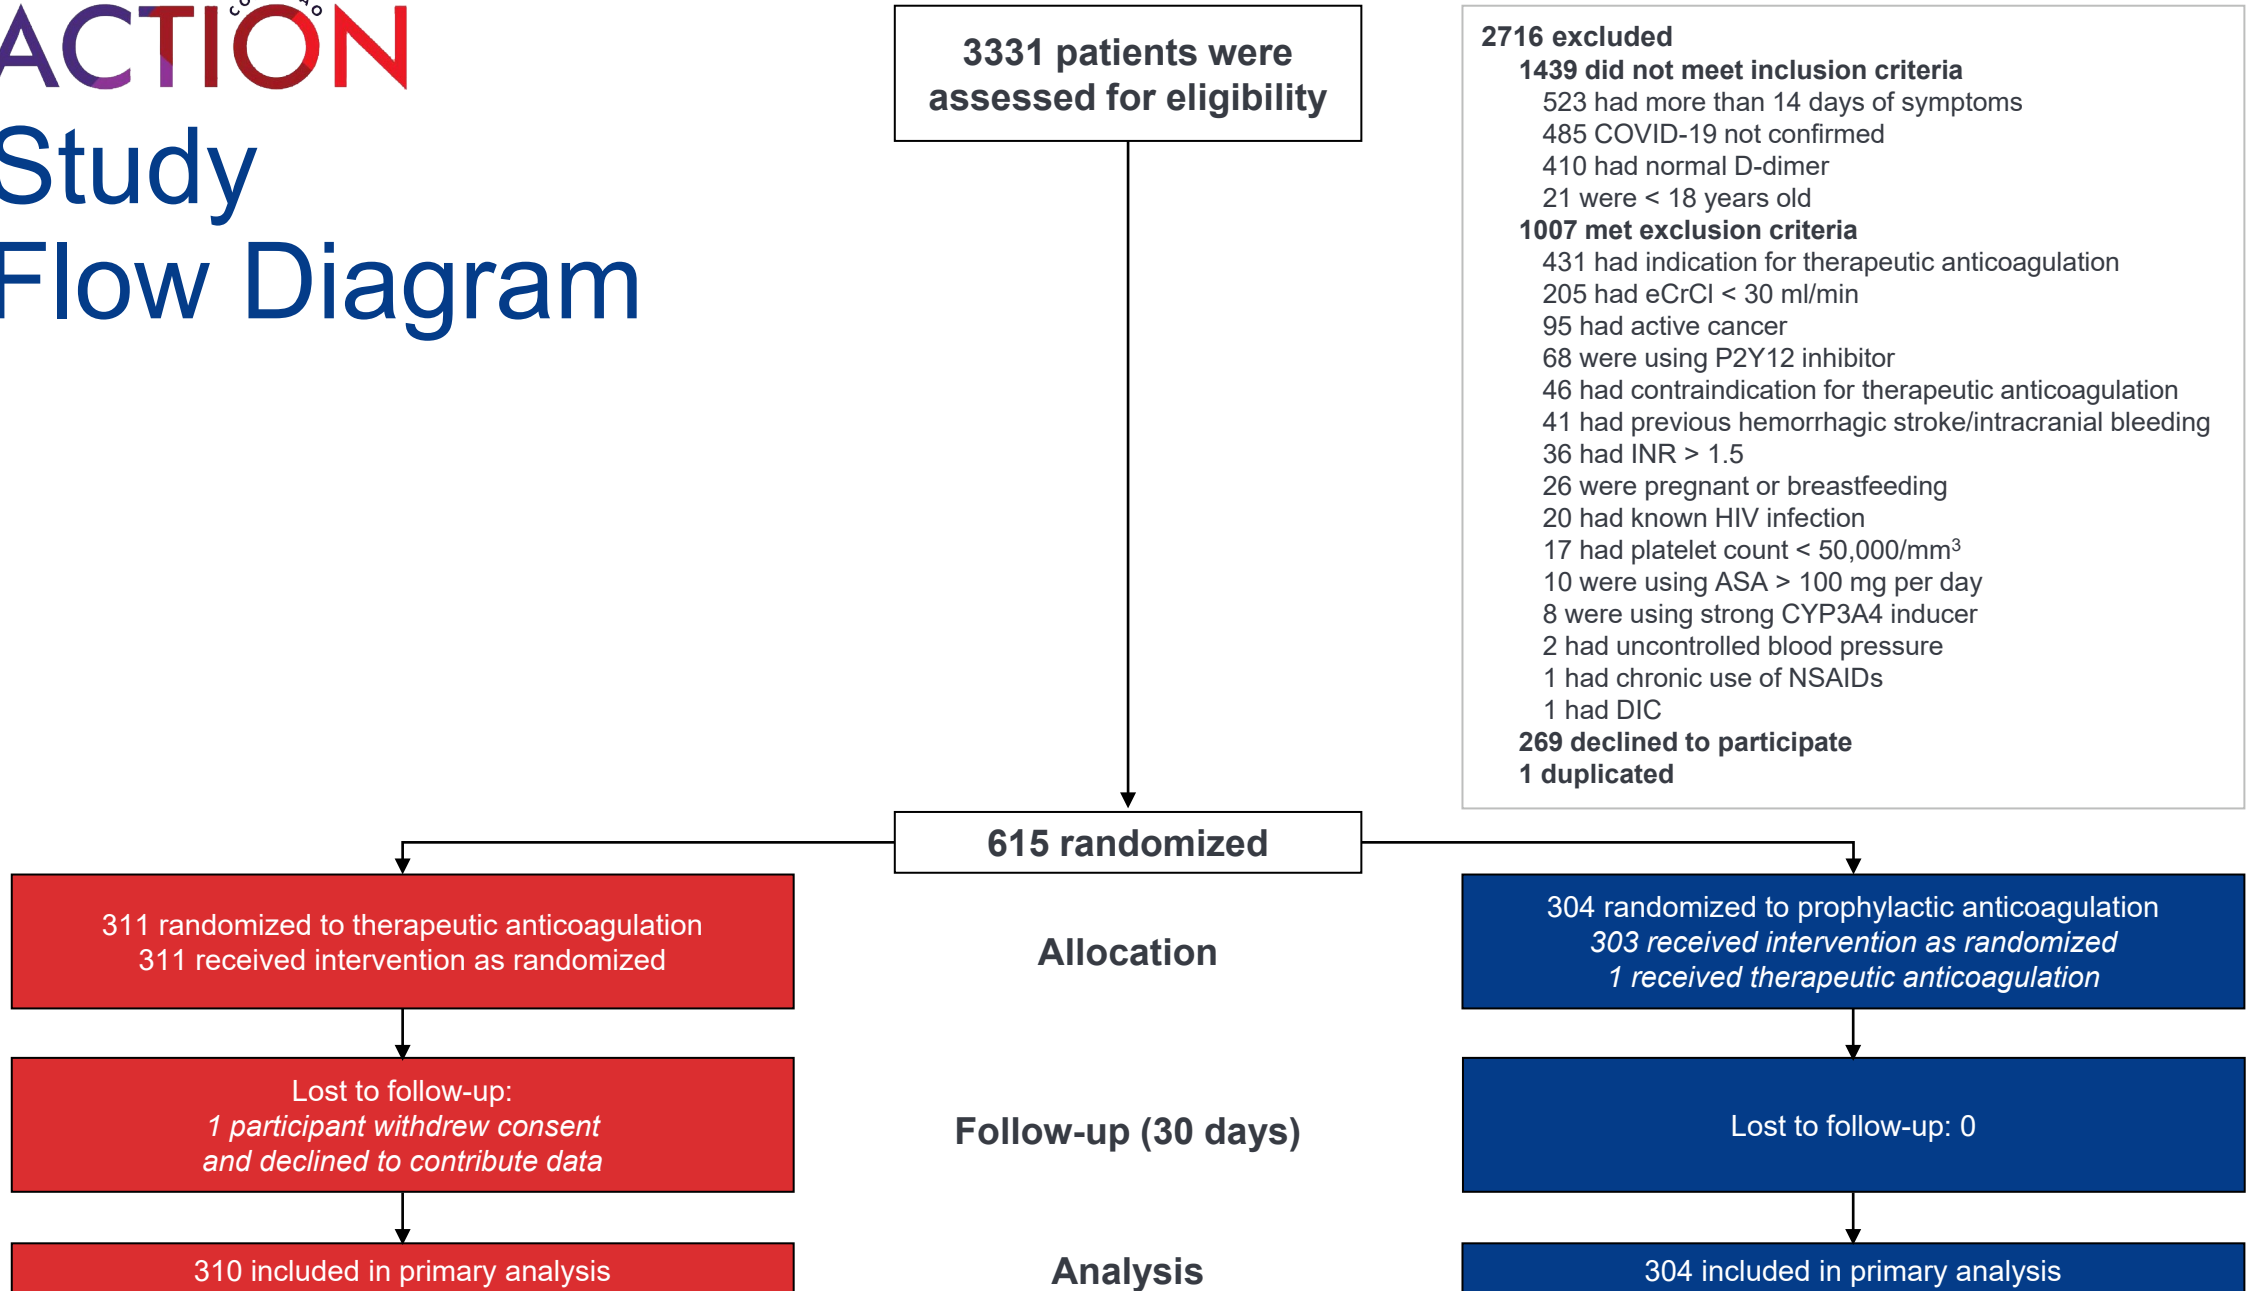 ACTION
Study
Flow Diagram
3331 patients were
assessed for eligibility
2716 excluded
1439 did not meet inclusion criteria
523 had more than 14 days of symptoms
485 COVID-19 not confirmed
410 had normal D-dimer
21 were < 18 years old
1007 met exclusion criteria
431 had indication for therapeutic anticoagulation
205 had eCrCl < 30 ml/min
95 had active cancer
68 were using P2Y12 inhibitor
46 had contraindication for therapeutic anticoagulation
41 had previous hemorrhagic stroke/intracranial bleeding
36 had INR > 1.5
26 were pregnant or breastfeeding
20 had known HIV infection
17 had platelet count < 50,000/mm³
10 were using ASA > 100 mg per day
8 were using strong CYP3A4 inducer
2 had uncontrolled blood pressure
1 had chronic use of NSAIDs
1 had DIC
269 declined to participate
1 duplicated
615 randomized
311 randomized to therapeutic anticoagulation
311 received intervention as randomized
Allocation
304 randomized to prophylactic anticoagulation
303 received intervention as randomized
1 received therapeutic anticoagulation
Lost to follow-up:
1 participant withdrew consent
and declined to contribute data
Follow-up (30 days)
Lost to follow-up: 0
310 included in primary analysis
Analysis
304 included in primary analysis